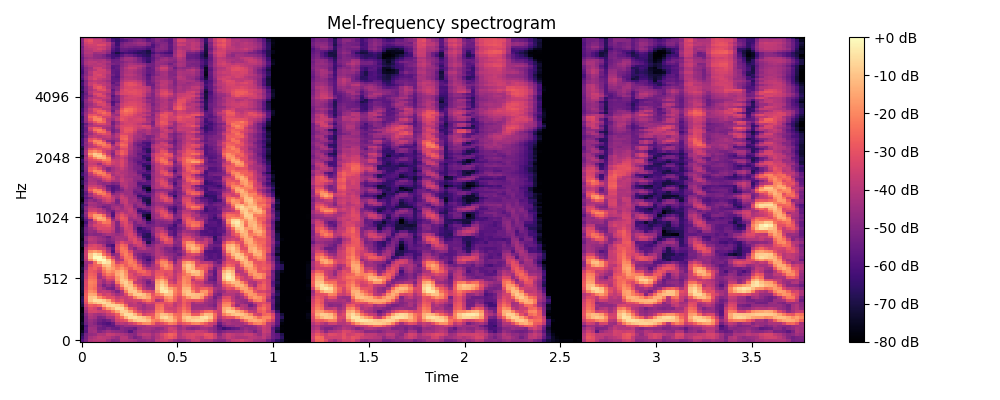 Mel-frequency spectrogram
+0 dB
-10 dB
-20 dB
-30 dB
-40 dB
-50 dB
-60 dB
-70 dB
-80 dB
Hz
4096
2048
1024
512
0
0 0.5 1 1.5 2 2.5 3 3.5
Time